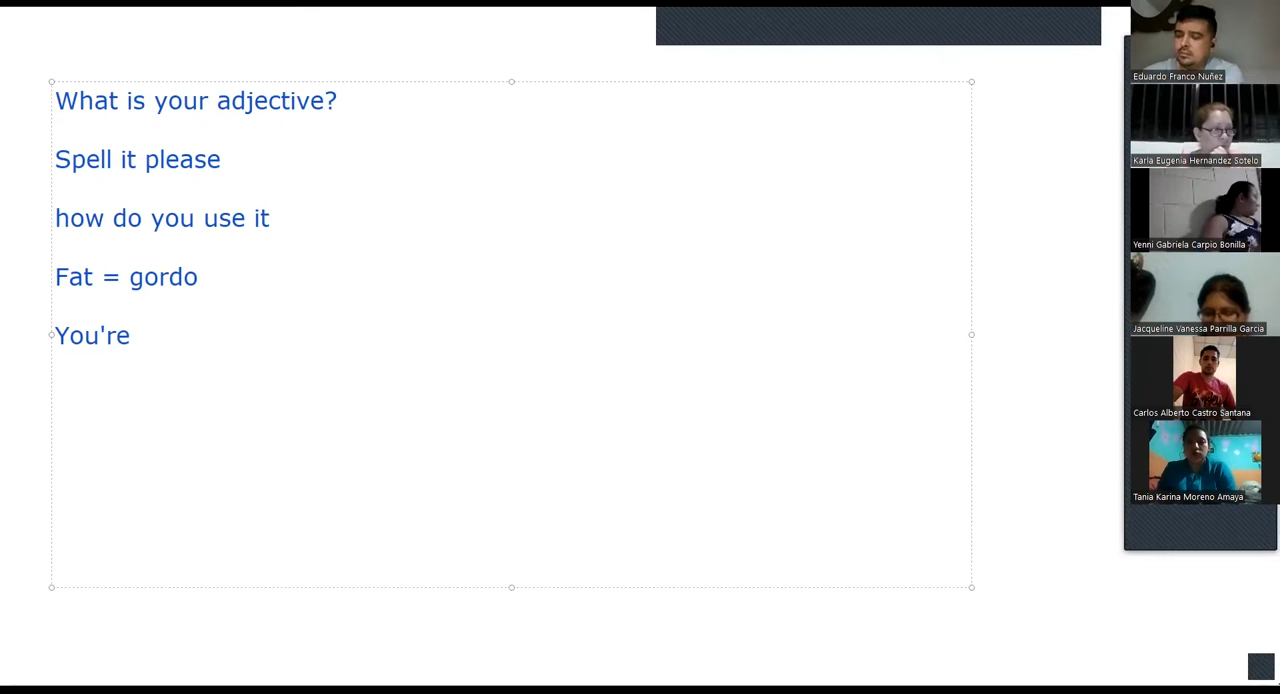 What is your adjective?
Spell it please
how do you use it
Fat = gordo
You're
Eduardo Franco Nuñez
Karla Eugenia Hernandez Sotelo
Yenni Gabriela Carpio Bonilla
Jacqueline Vanessa Parrilla Garcia
Carlos Alberto Castro Santana
Tania Karina Moreno Amaya